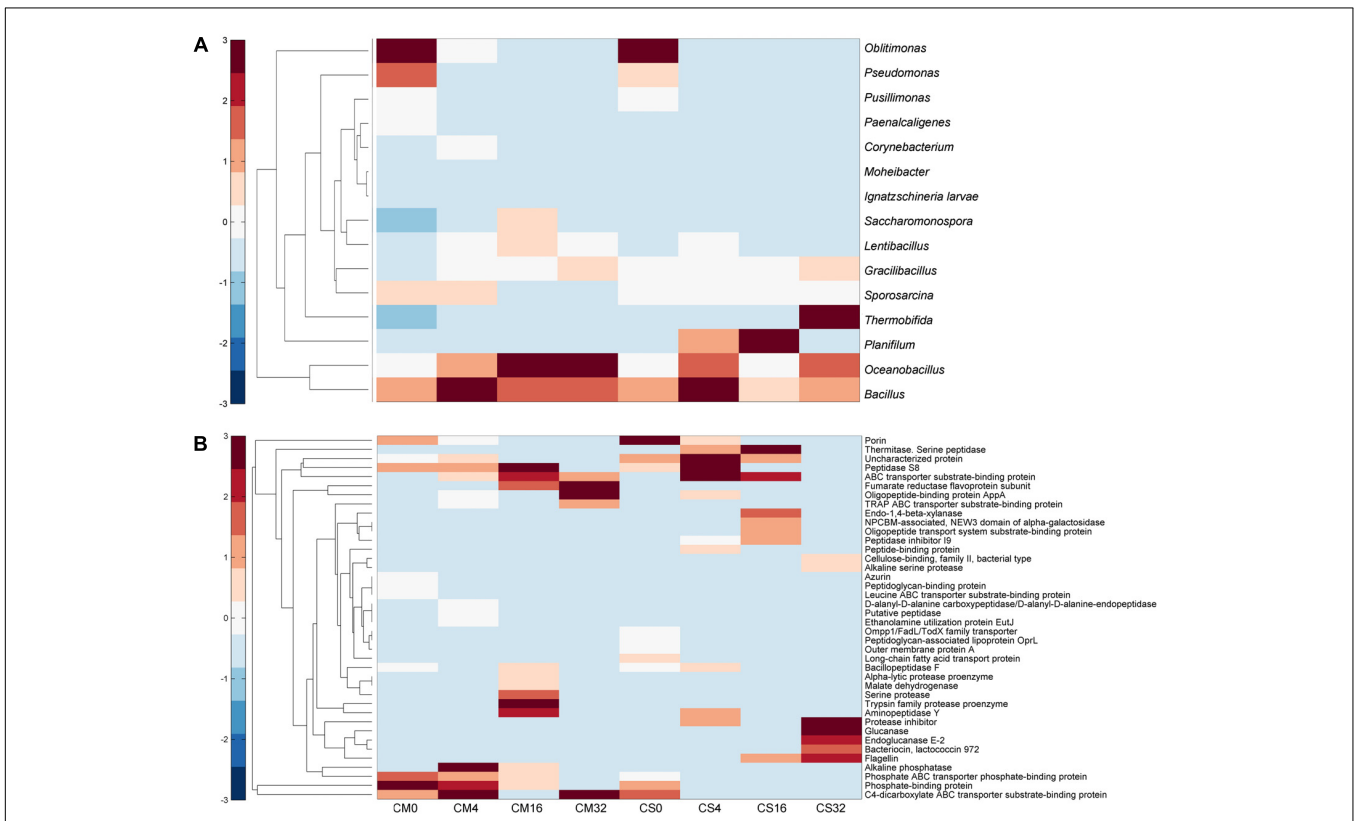 A
3
2
1
0
-1
-2
-3
Oblitimonas
Pseudomonas
Pusillimonas
Paenalcaligenes
Corynebacterium
Moheibacter
Ignatzschineria larvae
Saccharomonospora
Lentibacillus
Gracilibacillus
Sporosarcina
Thermobifida
Planifilum
Oceanobacillus
Bacillus
B
3
2
1
0
-1
-2
-3
Porin
Thermitase. Serine peptidase
Uncharacterized protein
Peptidase S8
ABC transporter substrate-binding protein
Fumarate reductase flavoprotein subunit
Oligopeptide-binding protein AppA
TRAP ABC transporter substrate-binding protein
Endo-1,4-beta-xylanase
NPCBM-associated, NEW3 domain of alpha-galactosidase
Oligopeptide transport system substrate-binding protein
Peptidase inhibitor I9
Peptide-binding protein
Cellulose-binding, family II, bacterial type
Alkaline serine protease
Azurin
Peptidoglycan-binding protein
Leucine ABC transporter substrate-binding protein
D-alanyl-D-alanine carboxypeptidase/D-alanyl-D-alanine-endopeptidase
Putative peptidase
Ethanolamine utilization protein EutJ
Ompp1/FadL/TodX family transporter
Peptidoglycan-associated lipoprotein OprL
Outer membrane protein A
Long-chain fatty acid transport protein
Bacillopeptidase F
Alpha-lytic protease proenzyme
Malate dehydrogenase
Serine protease
Trypsin family protease proenzyme
Aminopeptidase Y
Protease inhibitor
Glucanase
Endoglucanase E-2
Bacteriocin, lactococcin 972
Flagellin
Alkaline phosphatase
Phosphate ABC transporter phosphate-binding protein
Phosphate-binding protein
C4-dicarboxylate ABC transporter substrate-binding protein
CM0 CM4 CM16 CM32 CS0 CS4 CS16 CS32